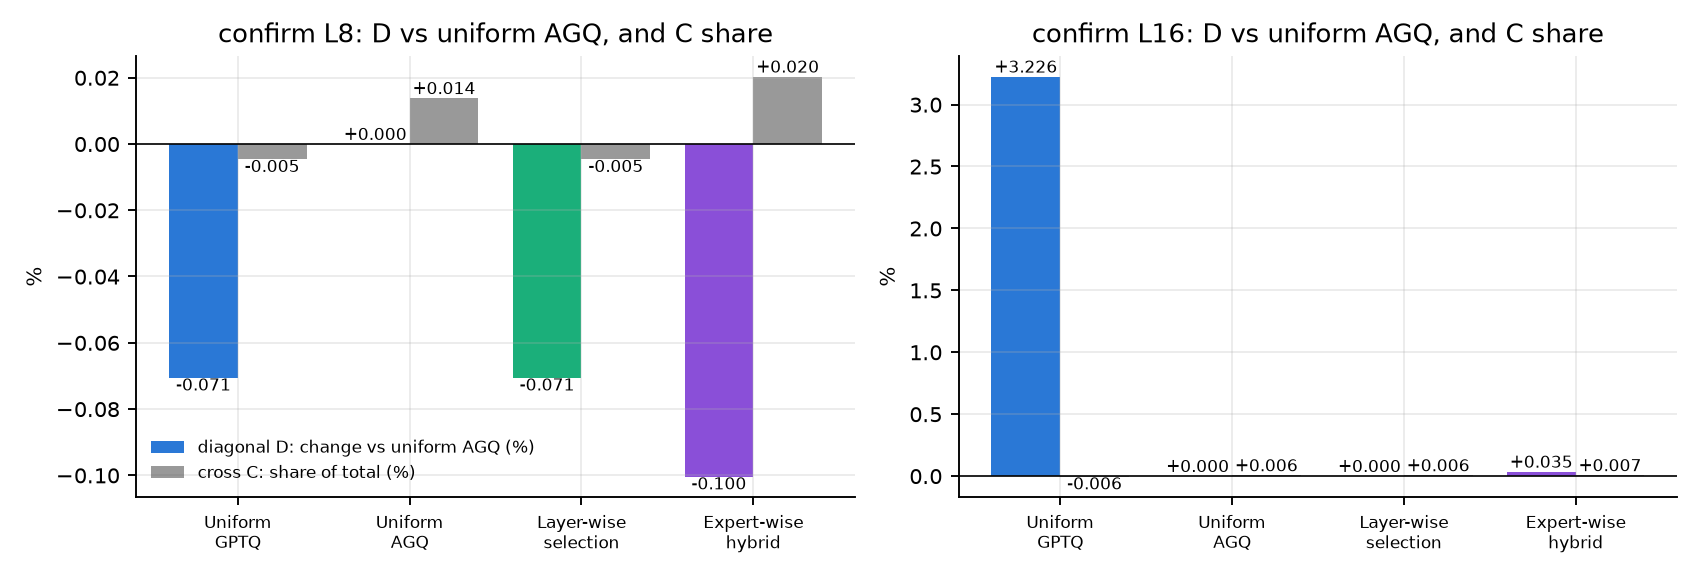 confirm L8: D vs uniform AGQ, and C share
%
0.02
0.00
−0.02
−0.04
−0.06
−0.08
−0.10
-0.071
-0.005
+0.000
+0.014
-0.071
-0.005
-0.100
+0.020
diagonal D: change vs uniform AGQ (%)
cross C: share of total (%)
Uniform
GPTQ
Uniform
AGQ
Layer-wise
selection
Expert-wise
hybrid
confirm L16: D vs uniform AGQ, and C share
%
3.0
2.5
2.0
1.5
1.0
0.5
0.0
+3.226
-0.006
+0.000
+0.006
+0.000
+0.006
+0.035
+0.007
Uniform
GPTQ
Uniform
AGQ
Layer-wise
selection
Expert-wise
hybrid